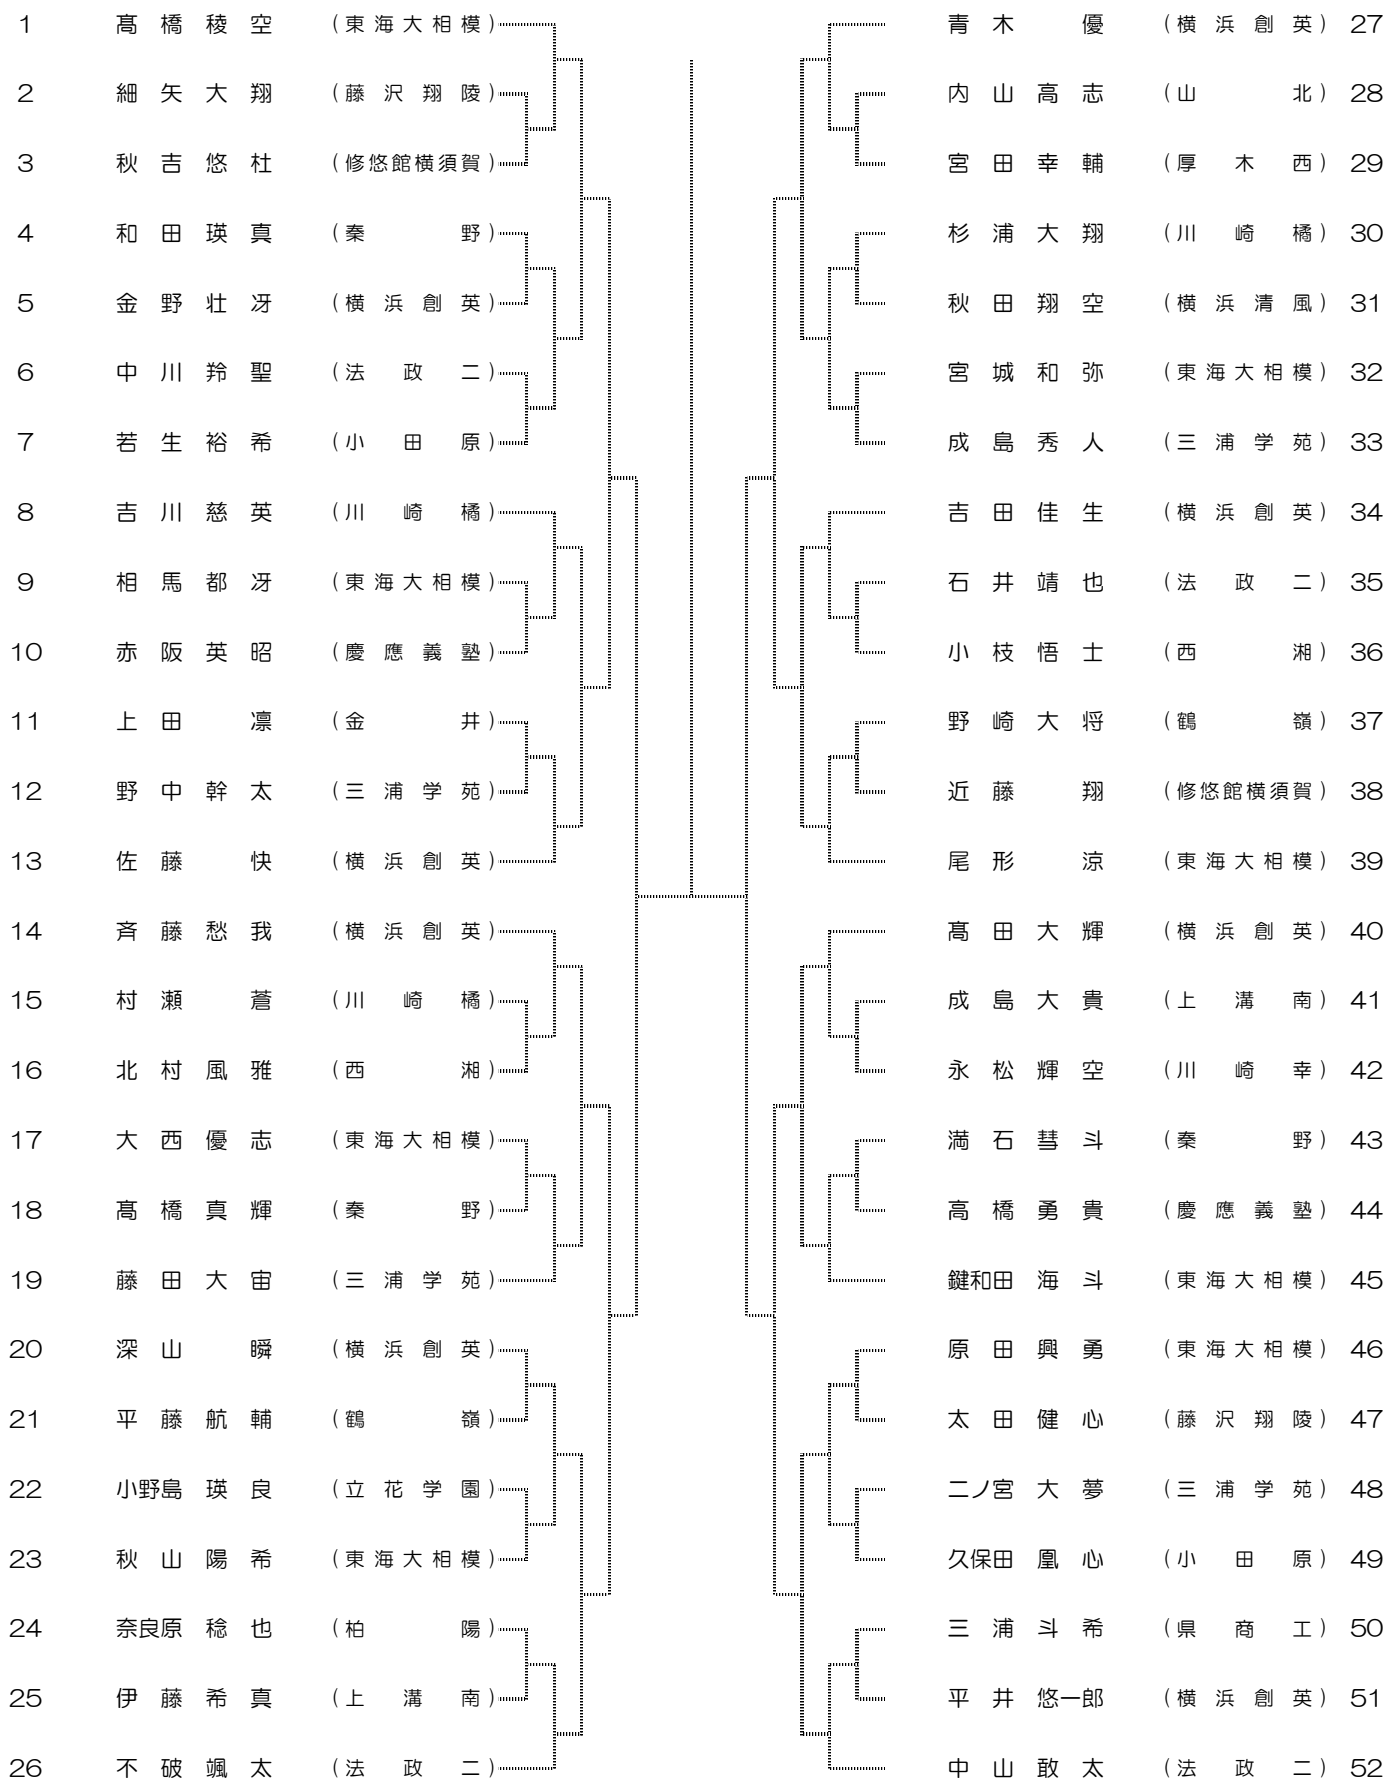 1 髙橋稜空 （東海大相模）
2 細矢大翔 （藤沢翔陵）
3 秋吉悠杜 （修悠館横須賀）
4 和田瑛真 （秦野）
5 金野壮冴 （横浜創英）
6 中川羚聖 （法政二）
7 若生裕希 （小田原）
8 吉川慈英 （川崎橘）
9 相馬都冴 （東海大相模）
10 赤阪英昭 （慶應義塾）
11 上田凛 （金井）
12 野中幹太 （三浦学苑）
13 佐藤快 （横浜創英）
14 斉藤愁我 （横浜創英）
15 村瀬蒼 （川崎橘）
16 北村風雅 （西湘）
17 大西優志 （東海大相模）
18 髙橋真輝 （秦野）
19 藤田大宙 （三浦学苑）
20 深山瞬 （横浜創英）
21 平藤航輔 （鶴嶺）
22 小野島瑛良 （立花学園）
23 秋山陽希 （東海大相模）
24 奈良原稔也 （柏陽）
25 伊藤希真 （上溝南）
26 不破颯太 （法政二）
青木優 （横浜創英） 27
内山高志 （山北） 28
宮田幸輔 （厚木西） 29
杉浦大翔 （川崎橘） 30
秋田翔空 （横浜清風） 31
宮城和弥 （東海大相模） 32
成島秀人 （三浦学苑） 33
吉田佳生 （横浜創英） 34
石井靖也 （法政二） 35
小枝悟士 （西湘） 36
野崎大将 （鶴嶺） 37
近藤翔 （修悠館横須賀） 38
尾形涼 （東海大相模） 39
髙田大輝 （横浜創英） 40
成島大貴 （上溝南） 41
永松輝空 （川崎幸） 42
満石彗斗 （秦野） 43
高橋勇貴 （慶應義塾） 44
鍵和田海斗 （東海大相模） 45
原田興勇 （東海大相模） 46
太田健心 （藤沢翔陵） 47
二ノ宮大夢 （三浦学苑） 48
久保田凰心 （小田原） 49
三浦斗希 （県商工） 50
平井悠一郎 （横浜創英） 51
中山敢太 （法政二） 52